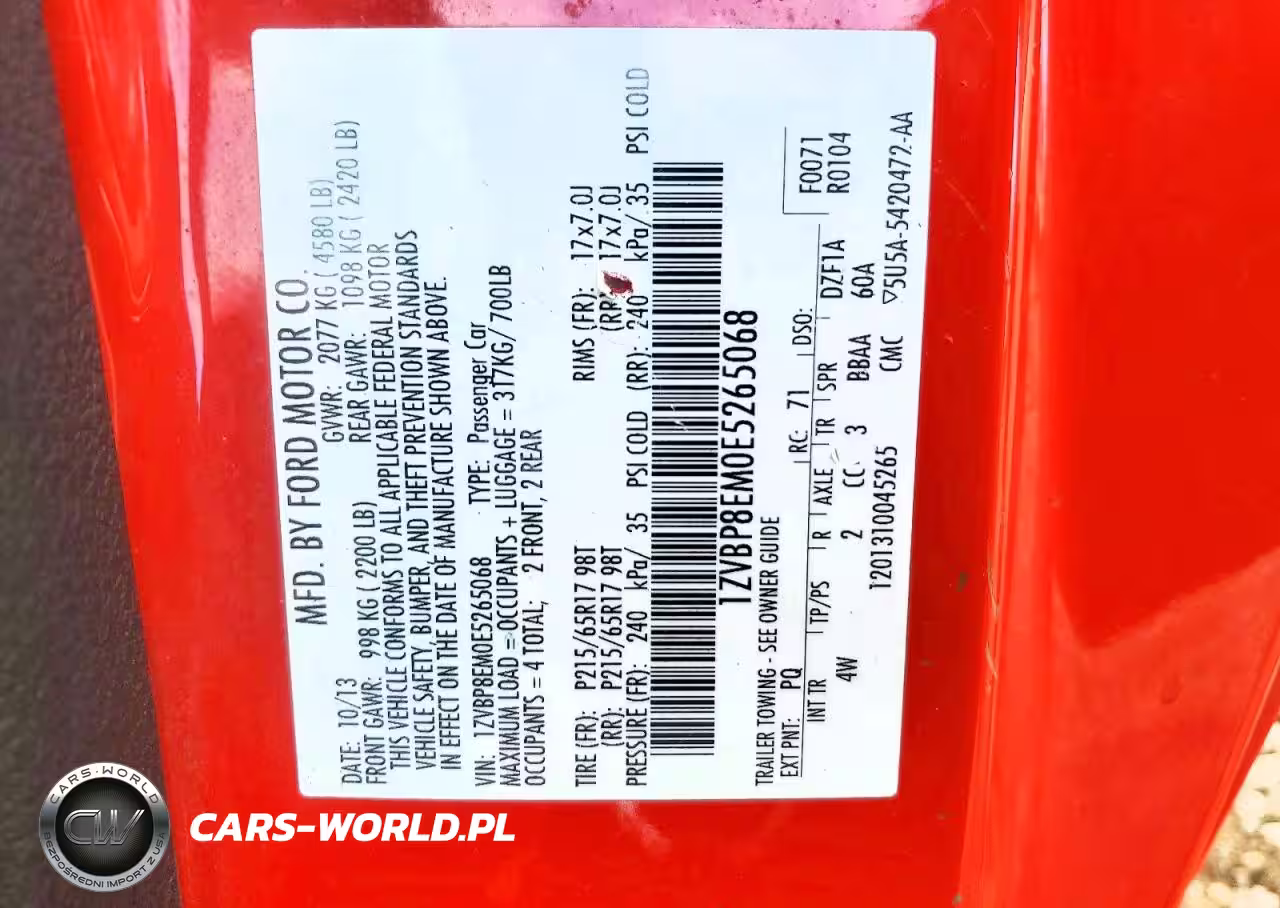 MFD. BY FORD MOTOR CO.
DATE: 10/13 GVWR: 2077 KG ( 4580 LB)
FRONT GAWR: 998 KG ( 2200 LB) REAR GAWR: 1098 KG ( 2420 LB)
THIS VEHICLE CONFORMS TO ALL APPLICABLE FEDERAL MOTOR
VEHICLE SAFETY, BUMPER, AND THEFT PREVENTION STANDARDS
IN EFFECT ON THE DATE OF MANUFACTURE SHOWN ABOVE.
VIN: 1ZVBP8EM0E5265068 TYPE: Passenger Car
MAXIMUM LOAD = OCCUPANTS + LUGGAGE = 317KG/ 700LB
OCCUPANTS = 4 TOTAL; 2 FRONT, 2 REAR
TIRE (FR): P215/65R17 98T RIMS (FR): 17x7.0J
(RR): P215/65R17 98T (RR): 17x7.0J
PRESSURE (FR): 240 kPa/ 35 PSI COLD (RR): 240 kPa/ 35 PSI COLD
1ZVBP8EM0E5265068
TRAILER TOWING - SEE OWNER GUIDE
EXT PNT: PQ RC: 71 DSO: F0071
INT TR TP/PS R AXLE TR SPR DZF1A R0104
4W 2 CC 3 BBAA 60A
1201310045265 CMC ▽5U5A-5420472-AA
CARS-WORLD
CW
BEZPOŚREDNI IMPORT Z USA
CARS-WORLD.PL